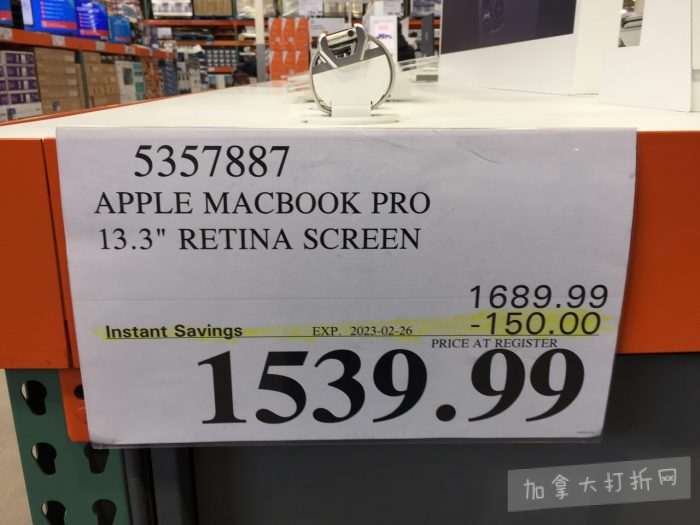 5357887
APPLE MACBOOK PRO
13.3" RETINA SCREEN
1689.99
Instant Savings EXP. 2023-02-26 -150.00
PRICE AT REGISTER
1539.99
加拿大打折网